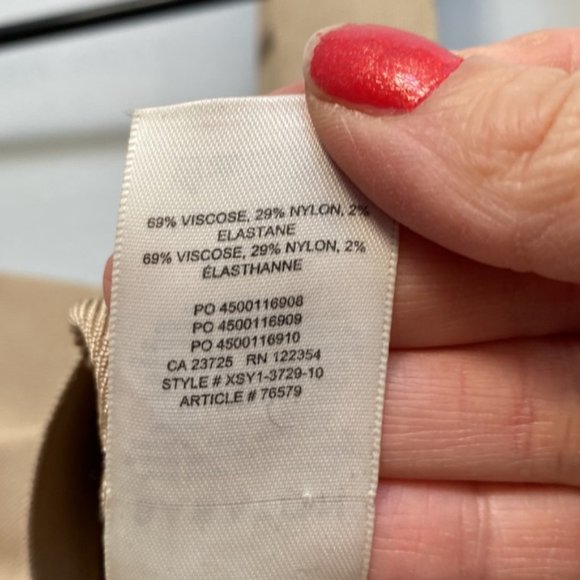 69% VISCOSE, 29% NYLON, 2%
ELASTANE
69% VISCOSE, 29% NYLON, 2%
ÉLASTHANNE
PO 4500116908
PO 4500116909
PO 4500116910
CA 23725 RN 122354
STYLE # XSY1-3729-10
ARTICLE # 76579